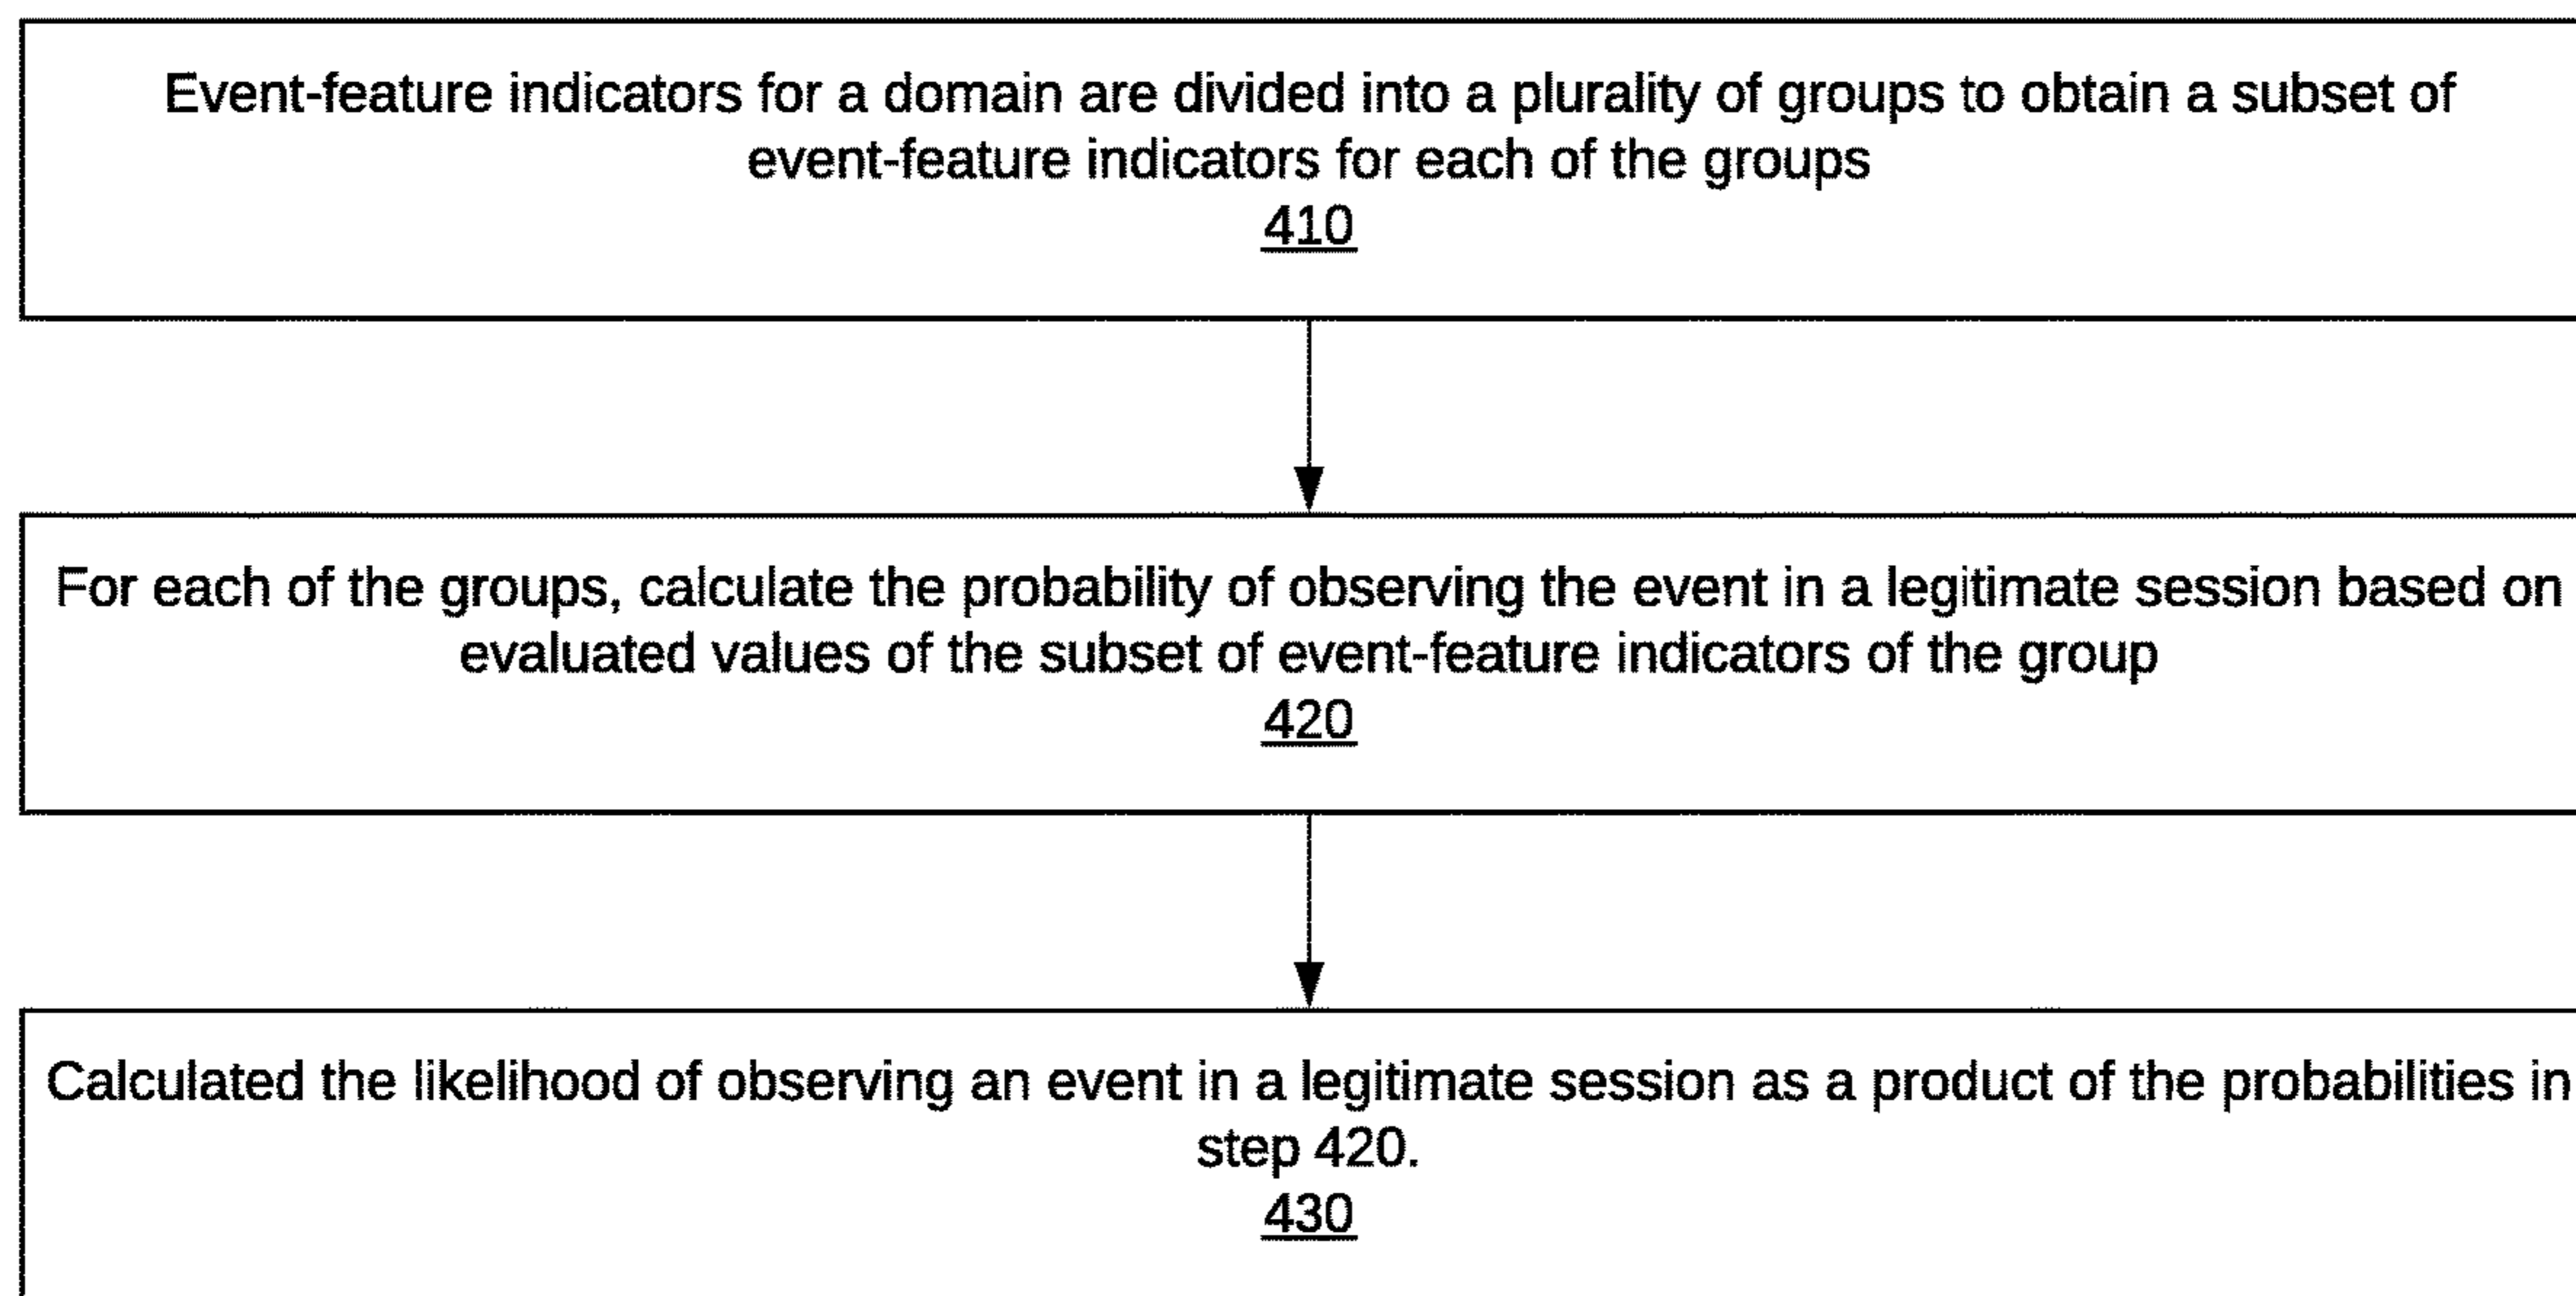 Event-feature indicators for a domain are divided into a plurality of groups to obtain a subset of
event-feature indicators for each of the groups
410
For each of the groups, calculate the probability of observing the event in a legitimate session based on
evaluated values of the subset of event-feature indicators of the group
420
Calculated the likelihood of observing an event in a legitimate session as a product of the probabilities in
step 420.
430